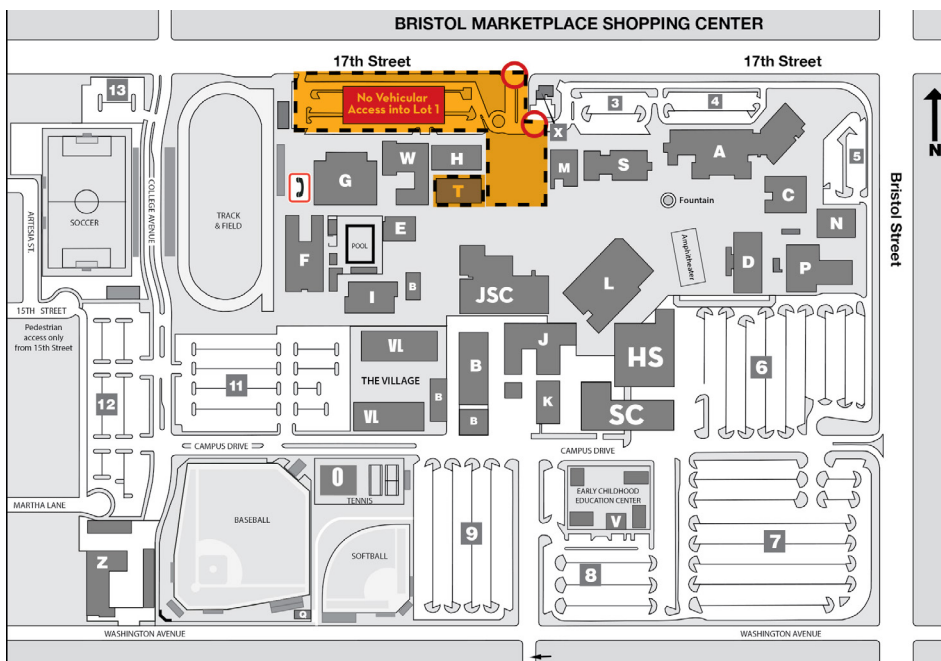 BRISTOL MARKETPLACE SHOPPING CENTER
17th Street
17th Street
13
No Vehicular
Access into Lot 1
3
4
5
X
N
W
H
G
T
M
S
A
C
N
Fountain
Bristol Street
SOCCER
COLLEGE AVENUE
ARTESIA ST.
TRACK
& FIELD
F
POOL
E
I
B
JSC
L
Amphitheater
D
P
15TH STREET
Pedestrian
access only
from 15th Street
12
11
VL
THE VILLAGE
VL
B
B
B
J
K
HS
SC
6
CAMPUS DRIVE
CAMPUS DRIVE
MARTHA LANE
Z
BASEBALL
O
TENNIS
SOFTBALL
Q
9
EARLY CHILDHOOD
EDUCATION CENTER
V
8
7
WASHINGTON AVENUE
WASHINGTON AVENUE